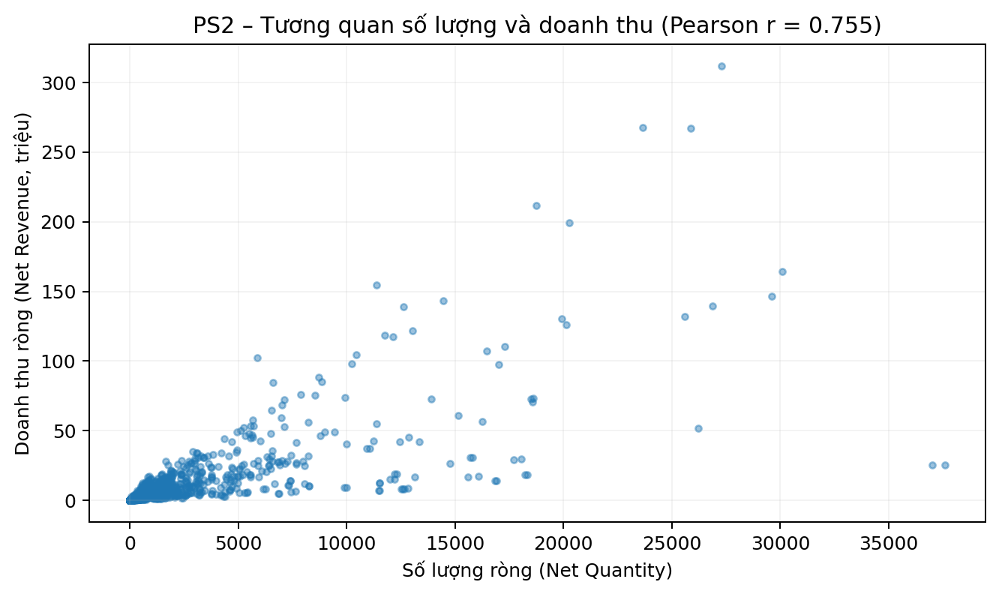 PS2 – Tương quan số lượng và doanh thu (Pearson r = 0.755)
Doanh thu ròng (Net Revenue, triệu)
300
250
200
150
100
50
0
0 5000 10000 15000 20000 25000 30000 35000
Số lượng ròng (Net Quantity)